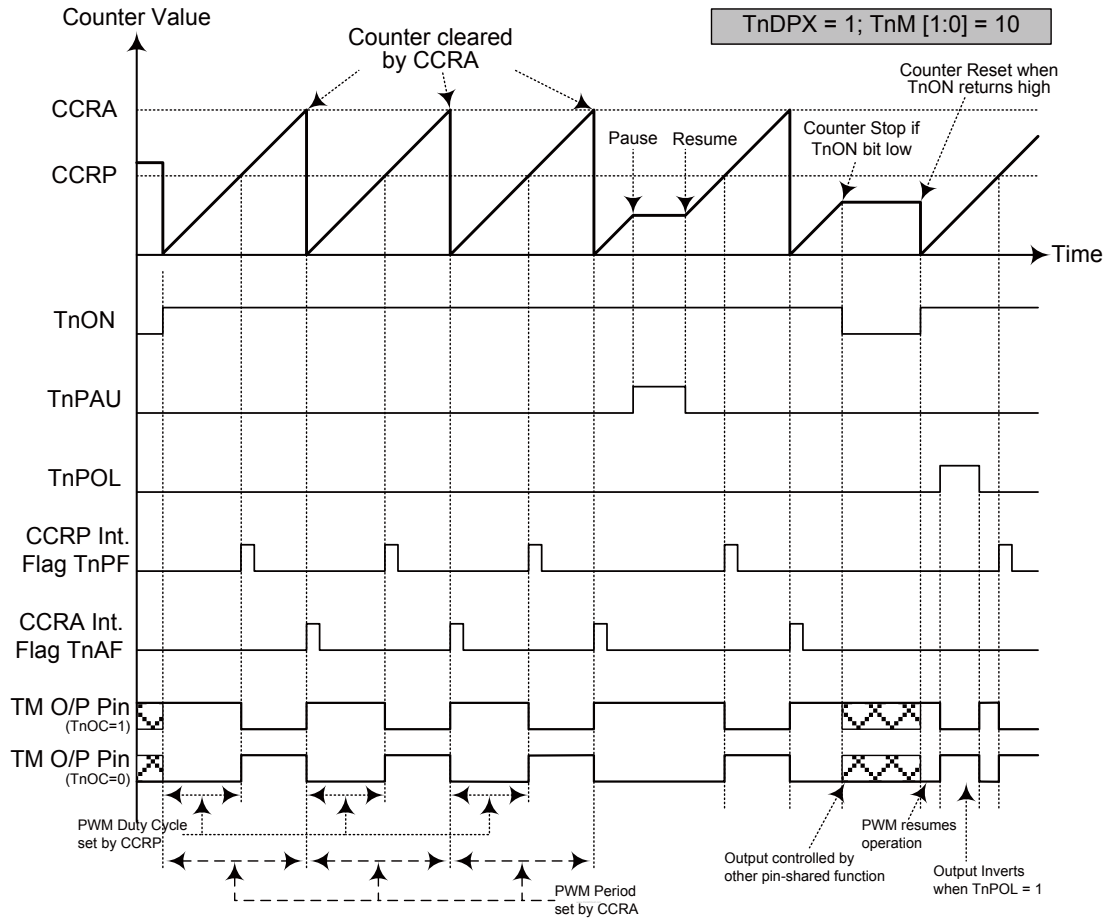 Counter Value
TnDPX = 1; TnM [1:0] = 10
Counter cleared
by CCRA
Counter Reset when
TnON returns high
CCRA
Counter Stop if
TnON bit low
Pause
Resume
CCRP
Time
TnON
TnPAU
TnPOL
CCRP Int.
Flag TnPF
CCRA Int.
Flag TnAF
TM O/P Pin
(TnOC=1)
TM O/P Pin
(TnOC=0)
PWM Duty Cycle
set by CCRP
PWM resumes
operation
Output controlled by
other pin-shared function
Output Inverts
when TnPOL = 1
PWM Period
set by CCRA